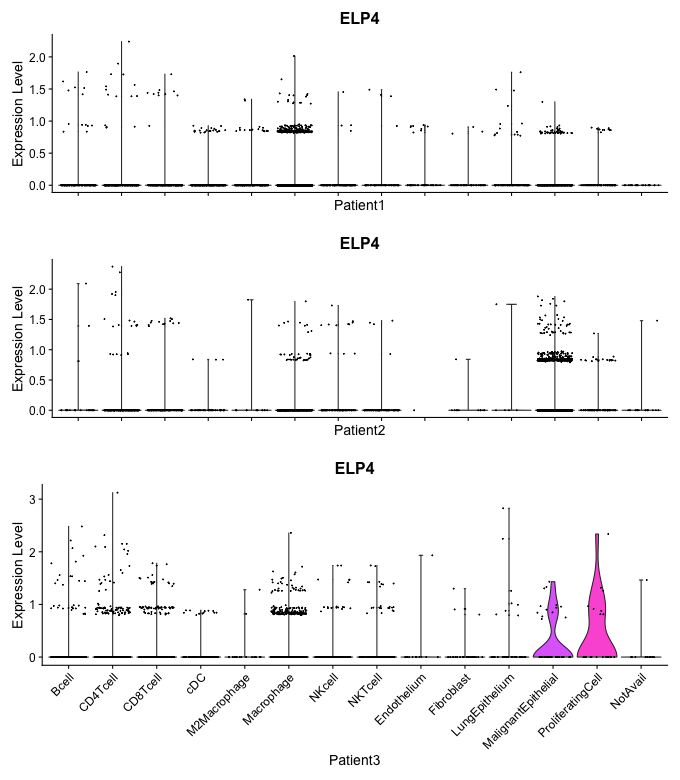 ELP4
Expression Level
2.0
1.5
1.0
0.5
0.0
Patient1
ELP4
Expression Level
2.0
1.5
1.0
0.5
0.0
Patient2
ELP4
Expression Level
3
2
1
0
Bcell
CD4Tcell
CD8Tcell
cDC
M2Macrophage
Macrophage
NKcell
NKTcell
Endothelium
Fibroblast
LungEpithelium
MalignantEpithelial
ProliferatingCell
NotAvail
Patient3